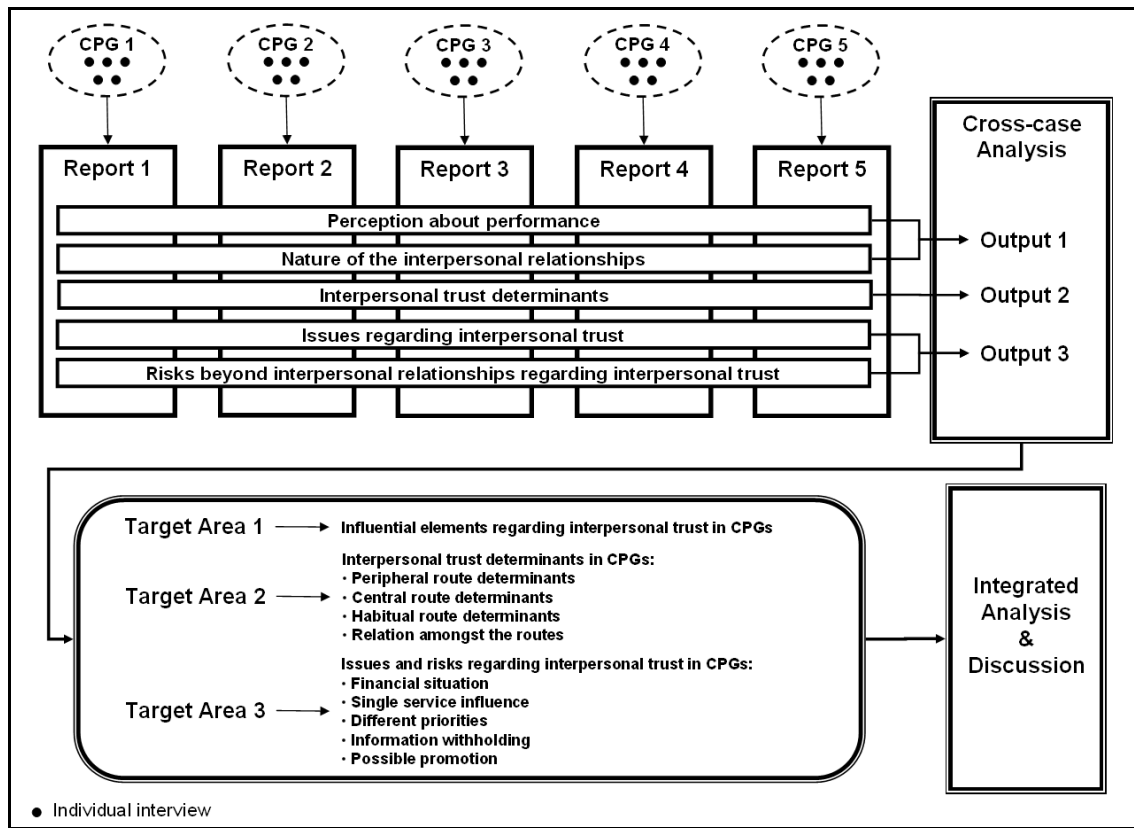 CPG 1
CPG 2
CPG 3
CPG 4
CPG 5
Report 1
Report 2
Report 3
Report 4
Report 5
Cross-case
Analysis
Perception about performance
Nature of the interpersonal relationships
Interpersonal trust determinants
Issues regarding interpersonal trust
Risks beyond interpersonal relationships regarding interpersonal trust
Output 1
Output 2
Output 3
Target Area 1
Influential elements regarding interpersonal trust in CPGs
Target Area 2
Interpersonal trust determinants in CPGs:
· Peripheral route determinants
· Central route determinants
· Habitual route determinants
· Relation amongst the routes
Target Area 3
Issues and risks regarding interpersonal trust in CPGs:
· Financial situation
· Single service influence
· Different priorities
· Information withholding
· Possible promotion
Integrated
Analysis
&
Discussion
● Individual interview